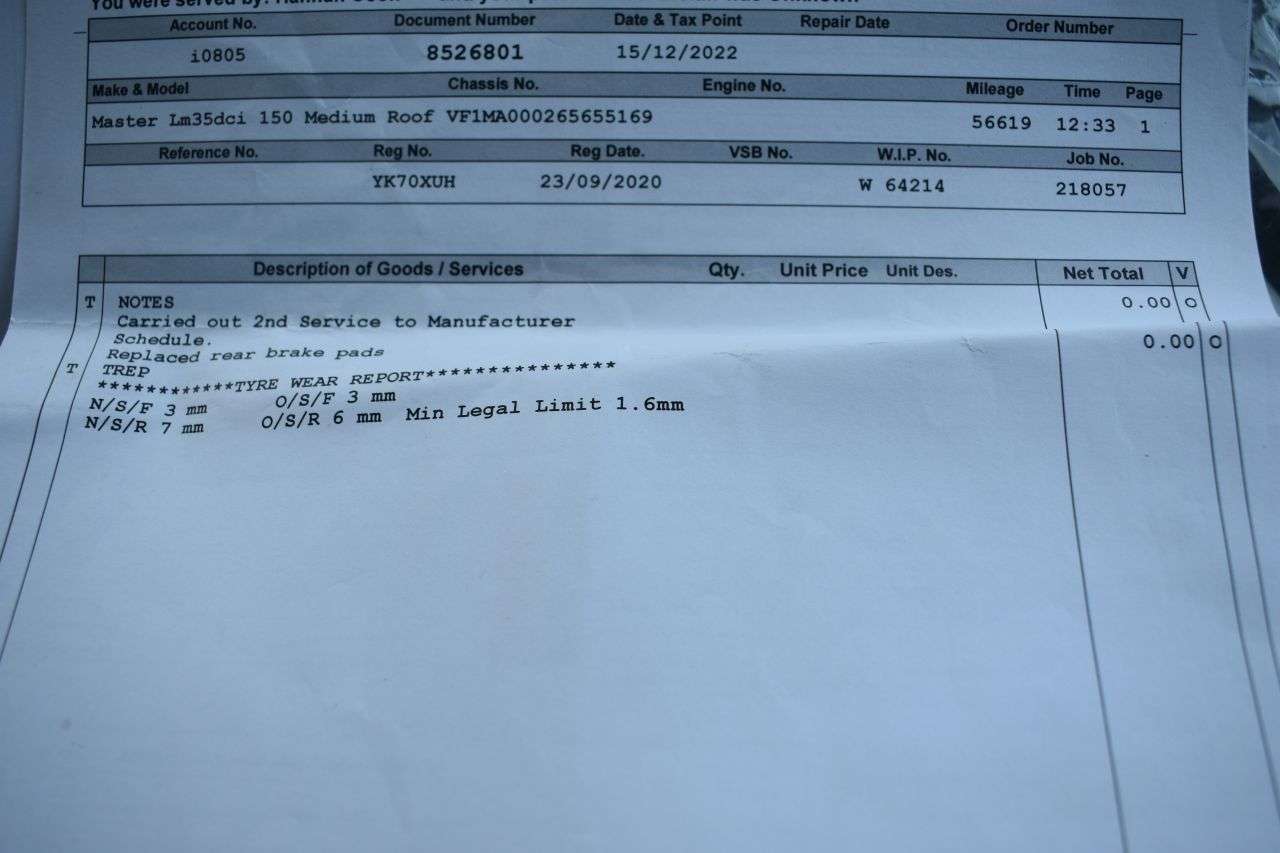 You were served by:
Account No. Document Number Date & Tax Point Repair Date Order Number
i0805 8526801 15/12/2022
Make & Model Chassis No. Engine No. Mileage Time Page
Master Lm35dci 150 Medium Roof VF1MA000265655169 56619 12:33 1
Reference No. Reg No. Reg Date. VSB No. W.I.P. No. Job No.
YK70XUH 23/09/2020 W 64214 218057
Description of Goods / Services Qty. Unit Price Unit Des. Net Total V
T NOTES 0.00 O
Carried out 2nd Service to Manufacturer
Schedule. 0.00 O
Replaced rear brake pads
T TREP
************TYRE WEAR REPORT****************
N/S/F 3 mm O/S/F 3 mm
N/S/R 7 mm O/S/R 6 mm Min Legal Limit 1.6mm